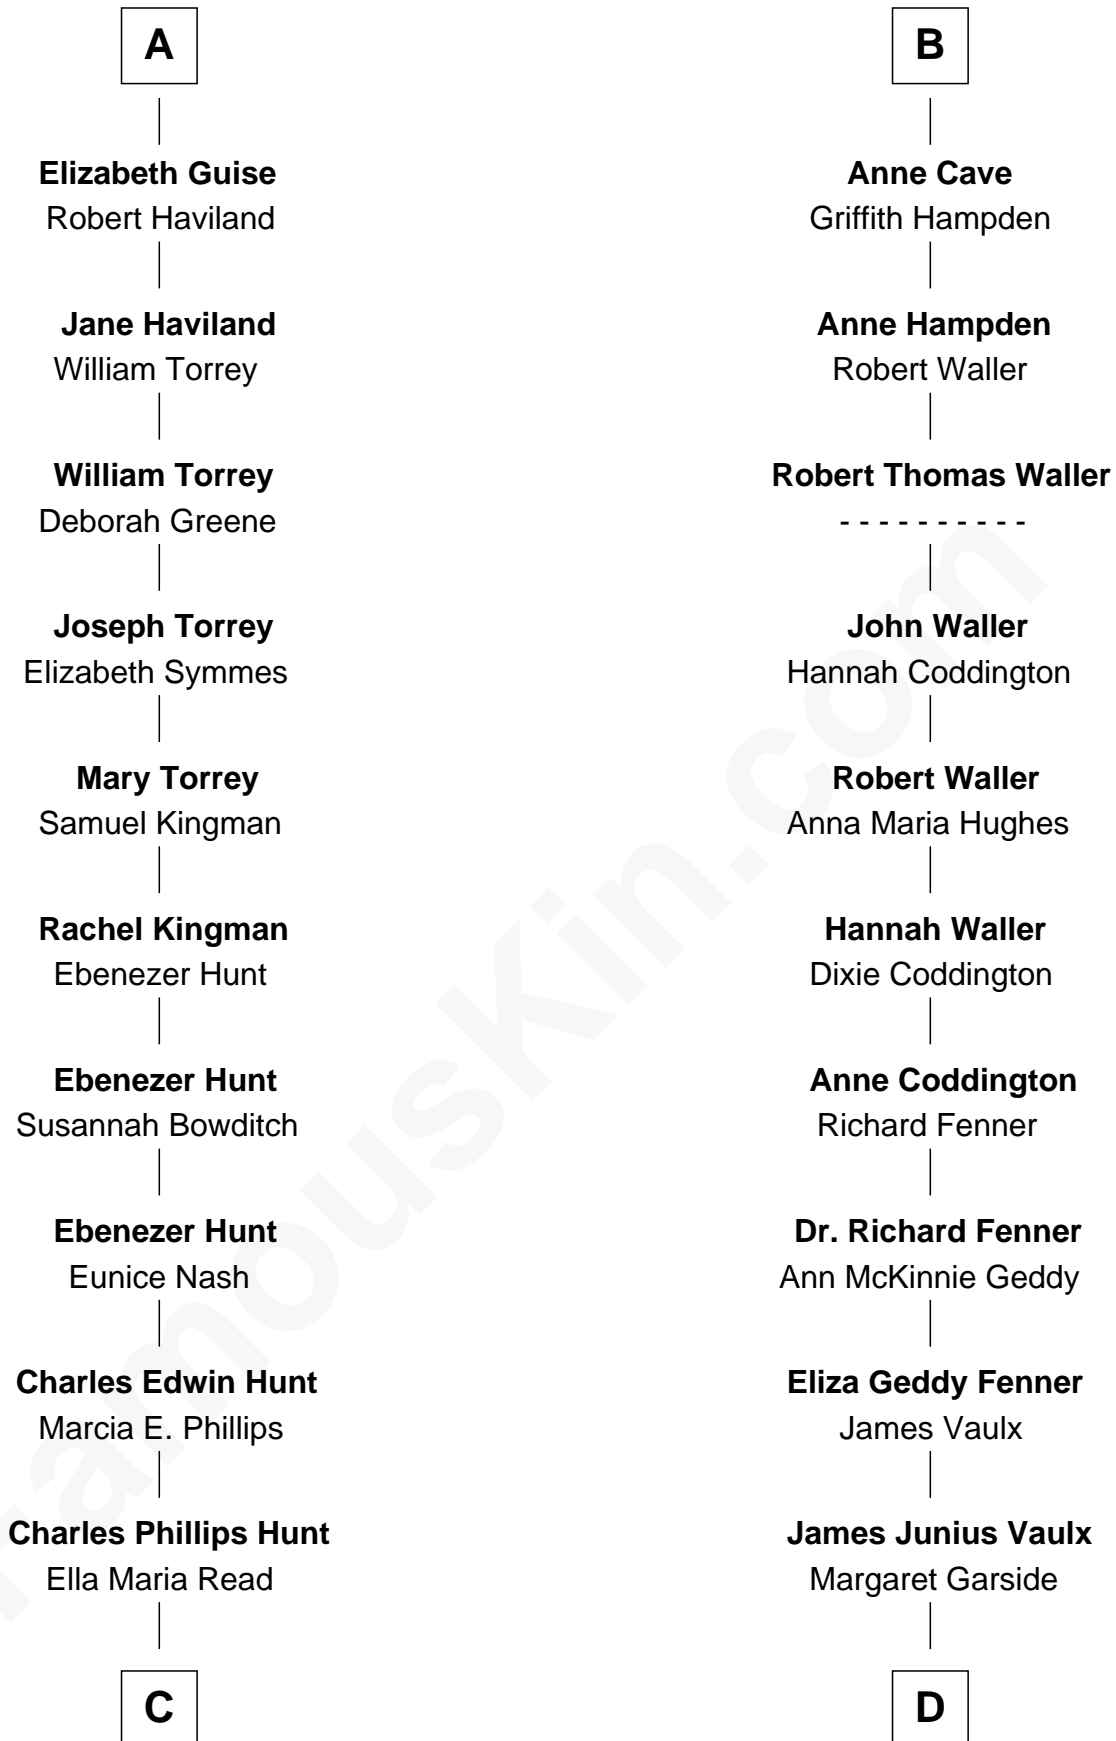 A
Elizabeth Guise
Robert Haviland
Jane Haviland
William Torrey
William Torrey
Deborah Greene
Joseph Torrey
Elizabeth Symmes
Mary Torrey
Samuel Kingman
Rachel Kingman
Ebenezer Hunt
Ebenezer Hunt
Susannah Bowditch
Ebenezer Hunt
Eunice Nash
Charles Edwin Hunt
Marcia E. Phillips
Charles Phillips Hunt
Ella Maria Read
C
B
Anne Cave
Griffith Hampden
Anne Hampden
Robert Waller
Robert Thomas Waller
- - - - - - - - - -
John Waller
Hannah Coddington
Robert Waller
Anna Maria Hughes
Hannah Waller
Dixie Coddington
Anne Coddington
Richard Fenner
Dr. Richard Fenner
Ann McKinnie Geddy
Eliza Geddy Fenner
James Vaulx
James Junius Vaulx
Margaret Garside
D
FamousKin.com